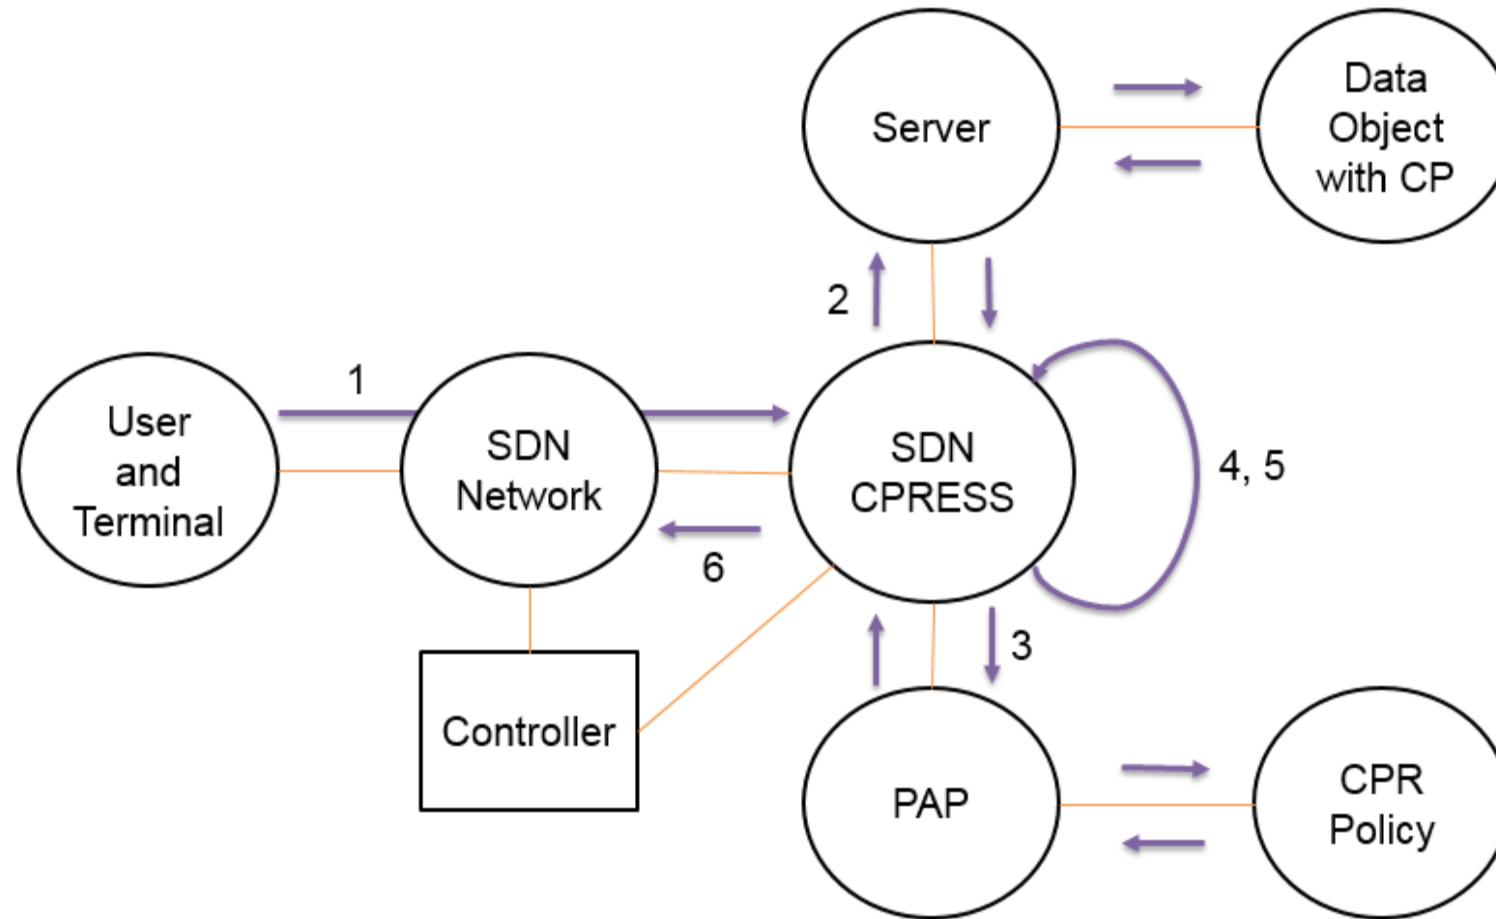 Server
Data
Object
with CP
2
1
User
and
Terminal
SDN
Network
SDN
CPRESS
4, 5
6
3
Controller
PAP
CPR
Policy